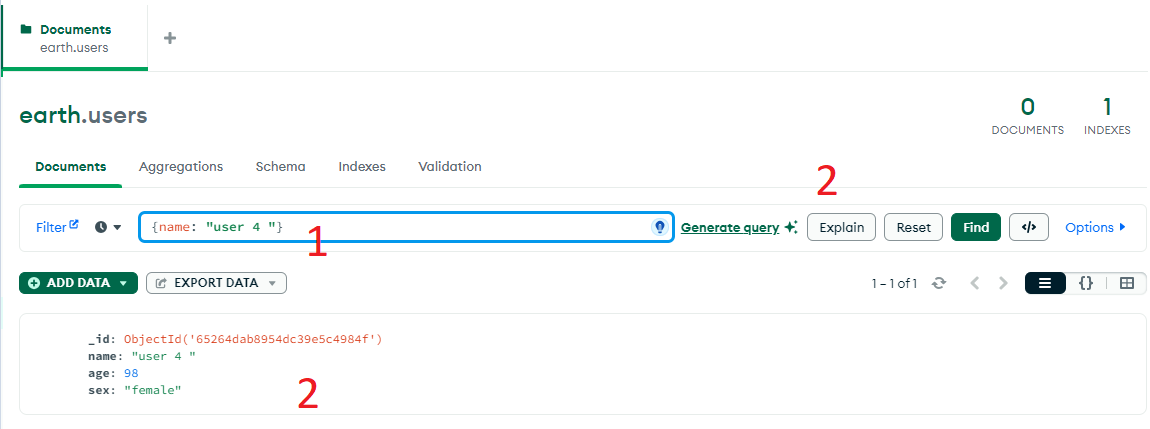 Documents
earth.users
earth.users
0 1
DOCUMENTS INDEXES
Documents Aggregations Schema Indexes Validation
2
Filter {name: "user 4 "} Generate query Explain Reset Find </> Options
1
ADD DATA EXPORT DATA 1 – 1 of 1 {}
_id: ObjectId('65264dab8954dc39e5c4984f')
name: "user 4 "
age: 98
sex: "female"
2